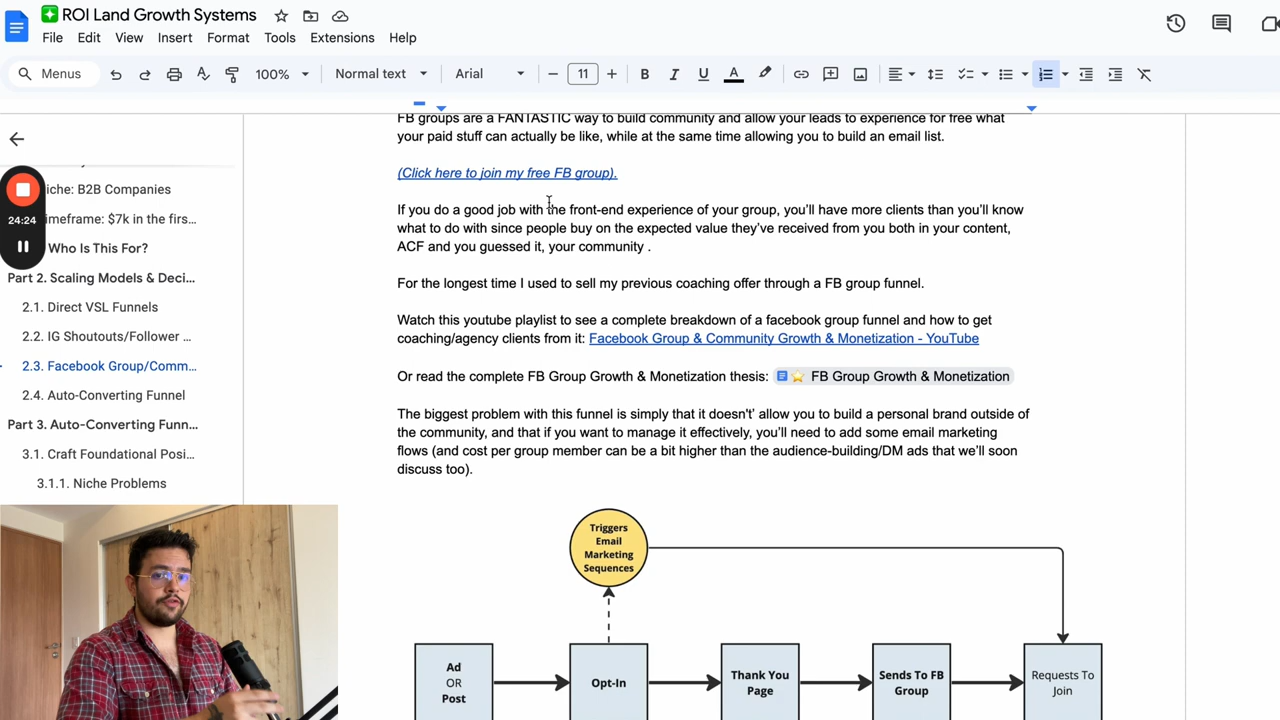 ROI Land Growth Systems
File Edit View Insert Format Tools Extensions Help
Menus 100% Normal text Arial 11 B I U A
24:24
iche: B2B Companies
imeframe: $7k in the firs...
Who Is This For?
Part 2. Scaling Models & Deci...
2.1. Direct VSL Funnels
2.2. IG Shoutouts/Follower ...
2.3. Facebook Group/Comm...
2.4. Auto-Converting Funnel
Part 3. Auto-Converting Funn...
3.1. Craft Foundational Posi...
3.1.1. Niche Problems
FB groups are a FANTASTIC way to build community and allow your leads to experience for free what
your paid stuff can actually be like, while at the same time allowing you to build an email list.
(Click here to join my free FB group).
If you do a good job with the front-end experience of your group, you'll have more clients than you'll know
what to do with since people buy on the expected value they've received from you both in your content,
ACF and you guessed it, your community .
For the longest time I used to sell my previous coaching offer through a FB group funnel.
Watch this youtube playlist to see a complete breakdown of a facebook group funnel and how to get
coaching/agency clients from it: Facebook Group & Community Growth & Monetization - YouTube
Or read the complete FB Group Growth & Monetization thesis: FB Group Growth & Monetization
The biggest problem with this funnel is simply that it doesn't' allow you to build a personal brand outside of
the community, and that if you want to manage it effectively, you'll need to add some email marketing
flows (and cost per group member can be a bit higher than the audience-building/DM ads that we'll soon
discuss too).
Triggers
Email
Marketing
Sequences
Ad
OR
Post
Opt-In
Thank You
Page
Sends To FB
Group
Requests To
Join